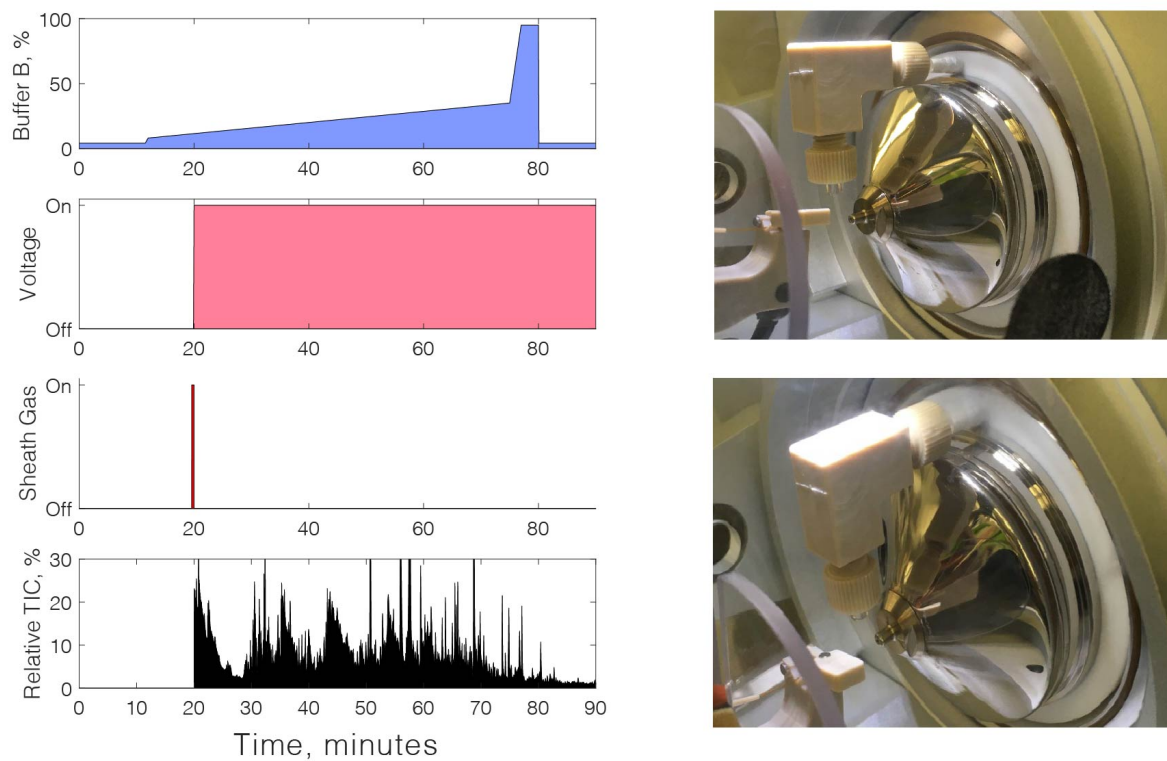 Buffer B, %
100
50
0
0 20 40 60 80
Voltage
On
Off
0 20 40 60 80
Sheath Gas
On
Off
0 20 40 60 80
Relative TIC, %
30
20
10
0
0 10 20 30 40 50 60 70 80 90
Time, minutes